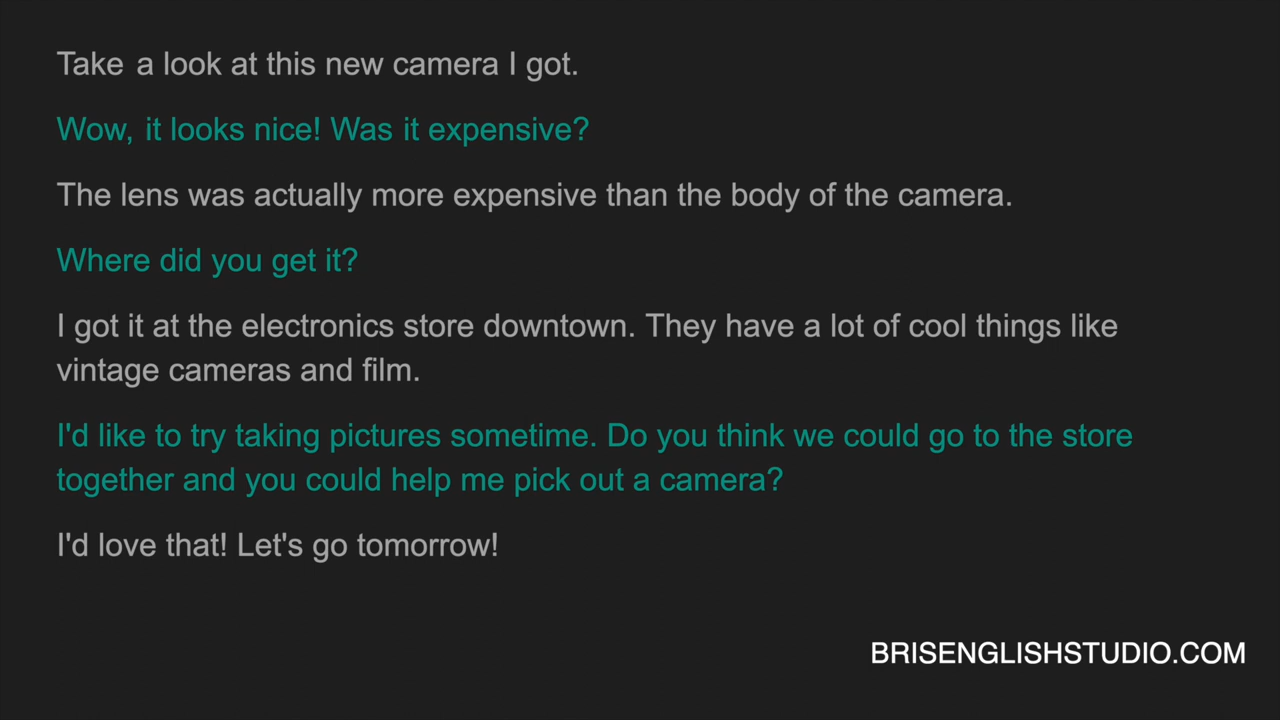 Take a look at this new camera I got.
Wow, it looks nice! Was it expensive?
The lens was actually more expensive than the body of the camera.
Where did you get it?
I got it at the electronics store downtown. They have a lot of cool things like
vintage cameras and film.
I'd like to try taking pictures sometime. Do you think we could go to the store
together and you could help me pick out a camera?
I'd love that! Let's go tomorrow!
BRISENGLISHSTUDIO.COM